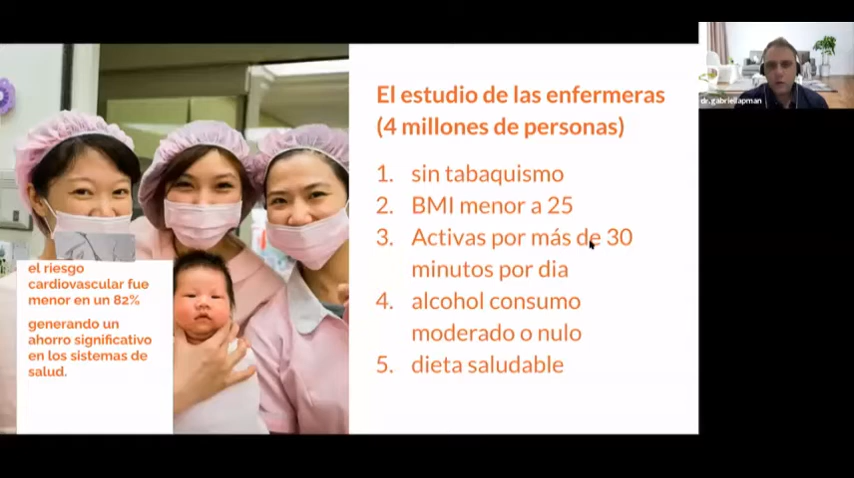 El estudio de las enfermeras
(4 millones de personas)
1. sin tabaquismo
2. BMI menor a 25
3. Activas por más de 30
minutos por dia
4. alcohol consumo
moderado o nulo
5. dieta saludable
el riesgo
cardiovascular fue
menor en un 82%
generando un
ahorro significativo
en los sistemas de
salud.
dr.gabriellapman